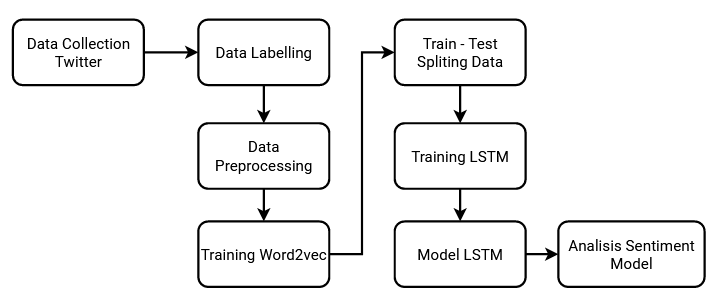 Data Collection
Twitter
Data Labelling
Data
Preprocessing
Training Word2vec
Train - Test
Spliting Data
Training LSTM
Model LSTM
Analisis Sentiment
Model